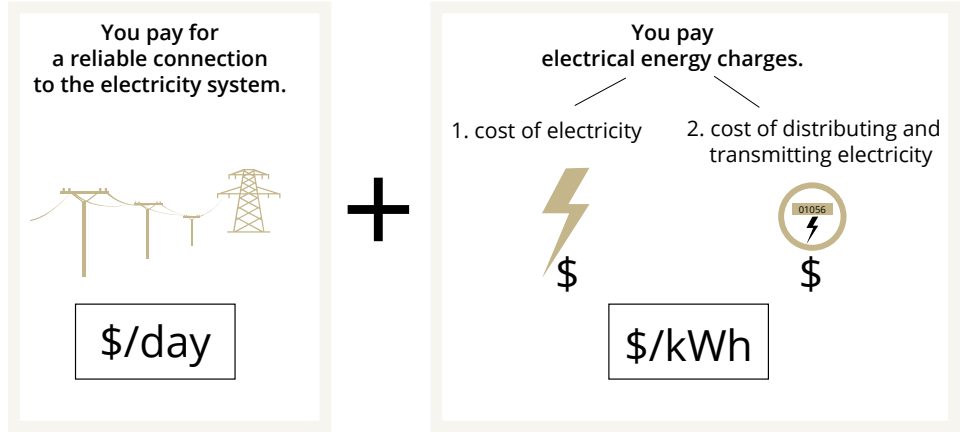 You pay for
a reliable connection
to the electricity system.
$/day
+
You pay
electrical energy charges.
1. cost of electricity
$
2. cost of distributing and
transmitting electricity
01056
$
$/kWh